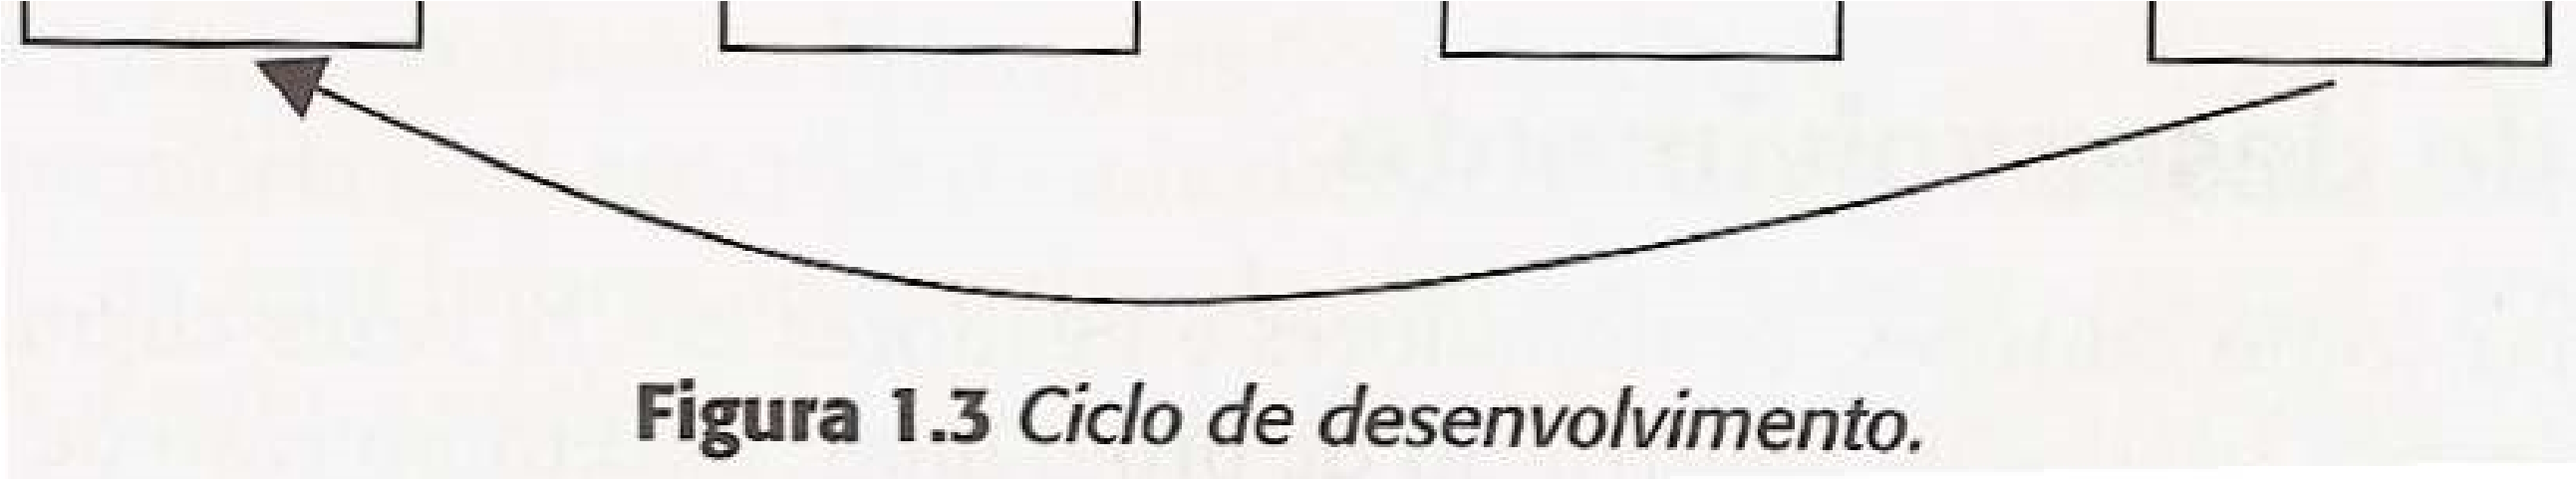 Figura 1.3 Ciclo de desenvolvimento.